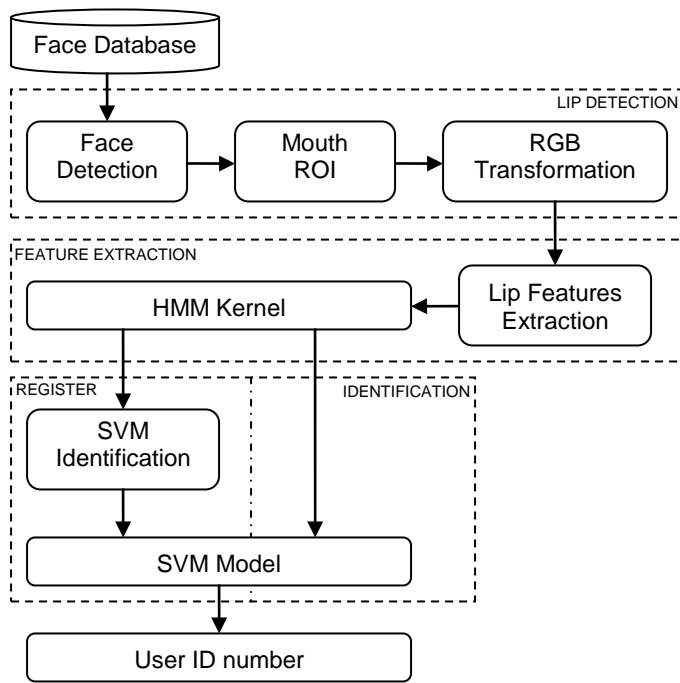 Face Database
LIP DETECTION
Face
Detection
Mouth
ROI
RGB
Transformation
FEATURE EXTRACTION
Lip Features
Extraction
HMM Kernel
REGISTER
IDENTIFICATION
SVM
Identification
SVM Model
User ID number